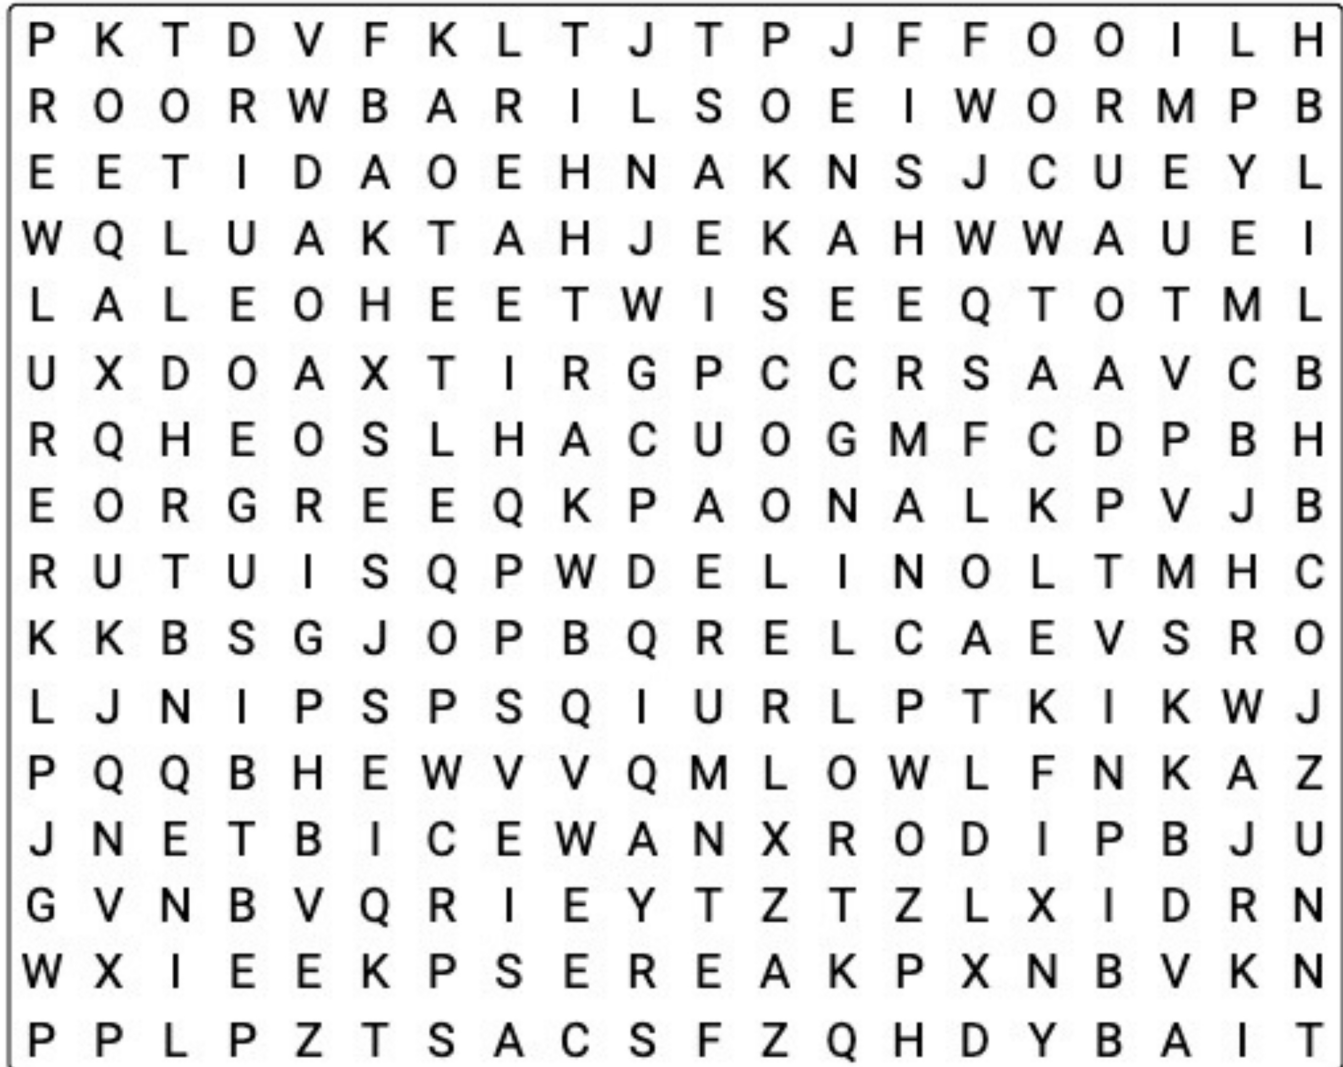 P K T D V F K L T J T P J F F O O I L H
R O O R W B A R I L S O E I W O R M P B
E E T I D A O E H N A K N S J C U E Y L
W Q L U A K T A H J E K A H W W A U E I
L A L E O H E E T W I S E E Q T O T M L
U X D O A X T I R G P C C R S A A V C B
R Q H E O S L H A C U O G M F C D P B H
E O R G R E E Q K P A O N A L K P V J B
R U T U I S Q P W D E L I N O L T M H C
K K B S G J O P B Q R E L C A E V S R O
L J N I P S P S Q I U R L P T K I K W J
P Q Q B H E W V V Q M L O W L F N K A Z
J N E T B I C E W A N X R O D I P B J U
G V N B V Q R I E Y T Z T Z L X I D R N
W X I E E K P S E R E A K P X N B V K N
P P L P Z T S A C S F Z Q H D Y B A I T